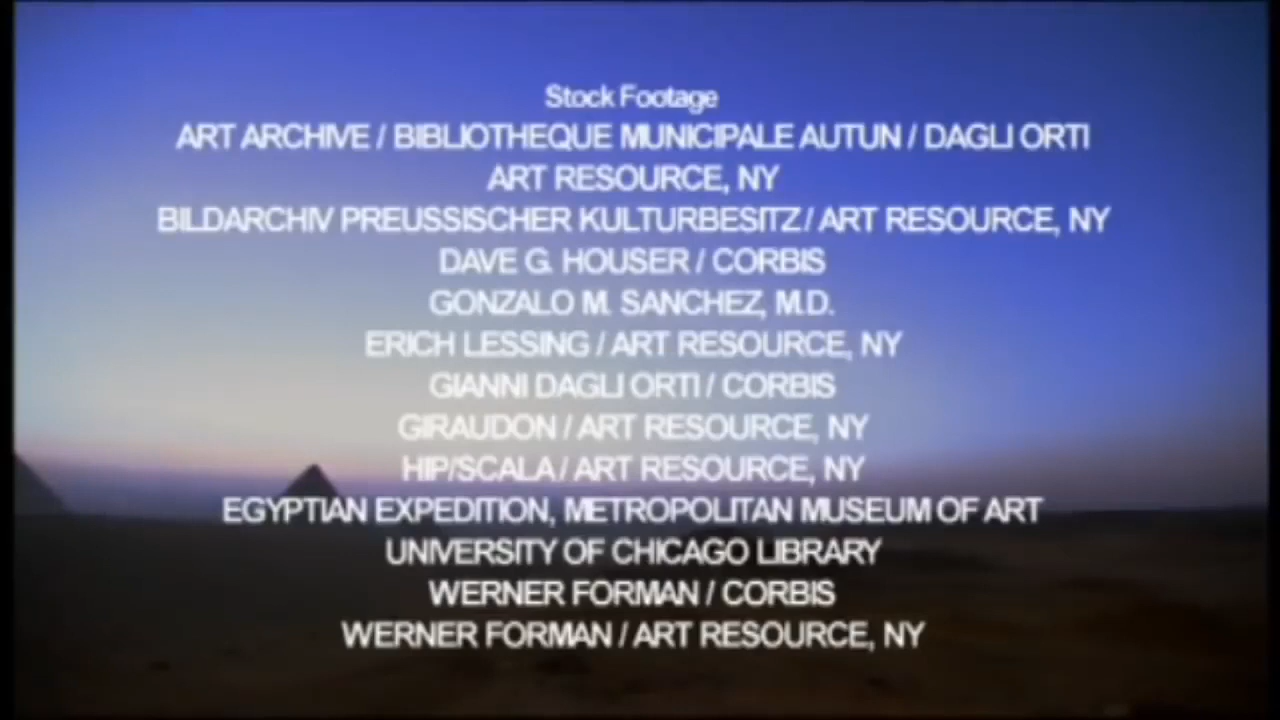 Stock Footage
ART ARCHIVE / BIBLIOTHEQUE MUNICIPALE AUTUN / DAGLI ORTI
ART RESOURCE, NY
BILDARCHIV PREUSSISCHER KULTURBESITZ / ART RESOURCE, NY
DAVE G. HOUSER / CORBIS
GONZALO M. SANCHEZ, M.D.
ERICH LESSING / ART RESOURCE, NY
GIANNI DAGLI ORTI / CORBIS
GIRAUDON / ART RESOURCE, NY
HIP/SCALA / ART RESOURCE, NY
EGYPTIAN EXPEDITION, METROPOLITAN MUSEUM OF ART
UNIVERSITY OF CHICAGO LIBRARY
WERNER FORMAN / CORBIS
WERNER FORMAN / ART RESOURCE, NY